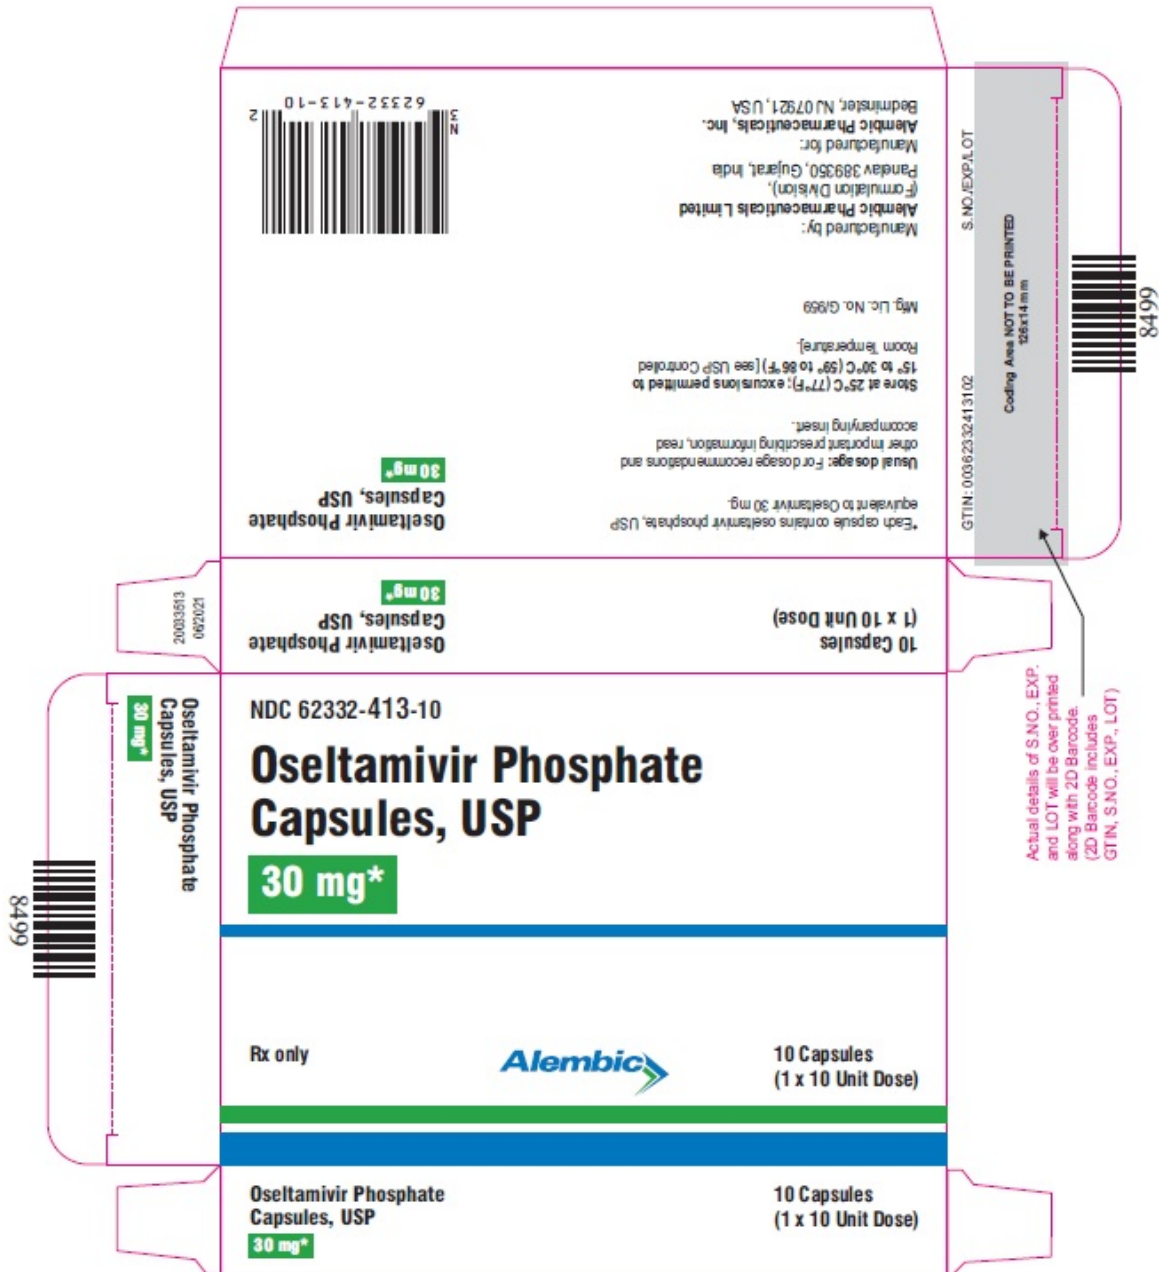 Bedminster, NJ 07921, USA
Alembic Pharmaceuticals, Inc.
Manufactured for:
Panelav 389350, Gujarat, India
(Formulation Division),
Alembic Pharmaceuticals Limited
Manufactured by:
Mfg. Lic. No. G/959
Room Temperature].
15° to 30°C (59° to 86°F) [see USP Controlled
Store at 25°C (77°F); excursions permitted to
accompanying insert.
other important prescribing information, read
Usual dosage: For dosage recommendations and
equivalent to Oseltamivir 30 mg.
*Each capsule contains oseltamivir phosphate, USP
N
3 62332-413-10 2
30 mg*
Capsules, USP
Oseltamivir Phosphate
S.NO./EXP/LOT
GTIN: 00362332413102
Coding Area NOT TO BE PRINTED
126x14 mm
8499
20033513
06/2021
30 mg*
Capsules, USP
Oseltamivir Phosphate
(1 x 10 Unit Dose)
10 Capsules
Actual details of S.NO., EXP.
and LOT will be over printed
along with 2D Barcode.
(2D Barcode includes
GTIN, S.NO., EXP., LOT)
Oseltamivir Phosphate
Capsules, USP
30 mg*
8499
NDC 62332-413-10
Oseltamivir Phosphate
Capsules, USP
30 mg*
Rx only
Alembic
10 Capsules
(1 x 10 Unit Dose)
Oseltamivir Phosphate
Capsules, USP
30 mg*
10 Capsules
(1 x 10 Unit Dose)